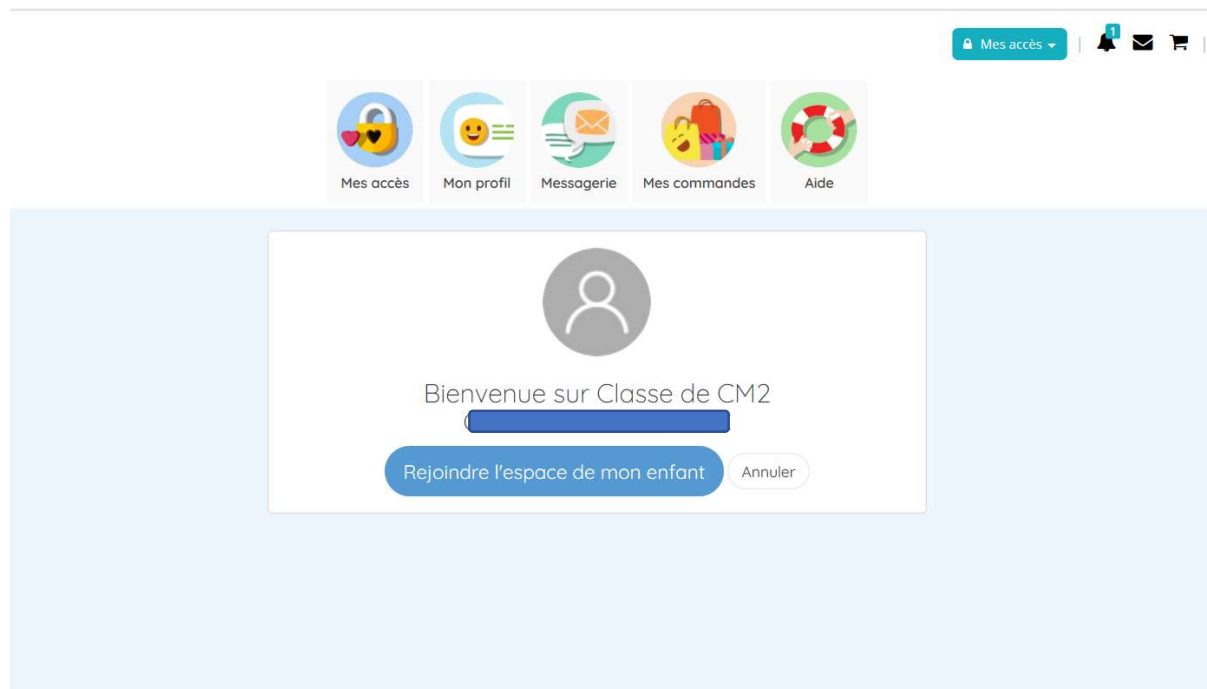 Mes accès
1
Mes accès
Mon profil
Messagerie
Mes commandes
Aide
Bienvenue sur Classe de CM2
(
Rejoindre l'espace de mon enfant
Annuler